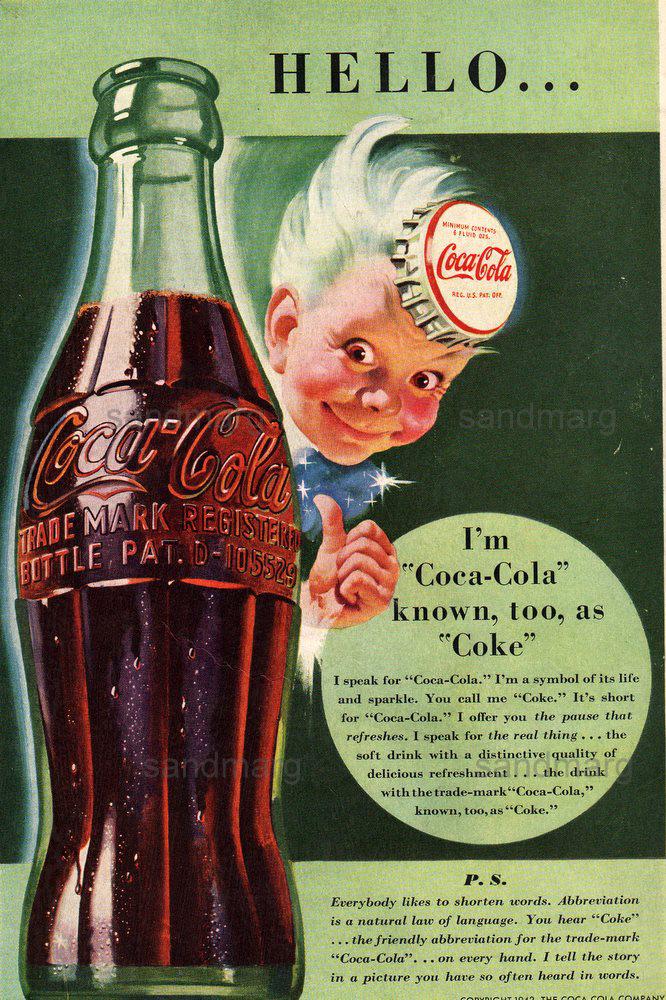 HELLO...
MINIMUM CONTENTS
6 FLUID OZS.
Coca-Cola
REG. U.S. PAT. OFF.
Coca-Cola
TRADE MARK REGISTERED
BOTTLE PAT. D-105529
sandmarg
sandmarg
I'm
"Coca-Cola"
known, too, as
"Coke"
I speak for "Coca-Cola." I'm a symbol of its life
and sparkle. You call me "Coke." It's short
for "Coca-Cola." I offer you the pause that
refreshes. I speak for the real thing . . . the
soft drink with a distinctive quality of
delicious refreshment . . . the drink
with the trade-mark "Coca-Cola,"
known, too, as "Coke."
sandmarg
sandmarg
P. S.
Everybody likes to shorten words. Abbreviation
is a natural law of language. You hear "Coke"
. . . the friendly abbreviation for the trade-mark
"Coca-Cola" . . . on every hand. I tell the story
in a picture you have so often heard in words.
COPYRIGHT 1942, THE COCA-COLA COMPANY